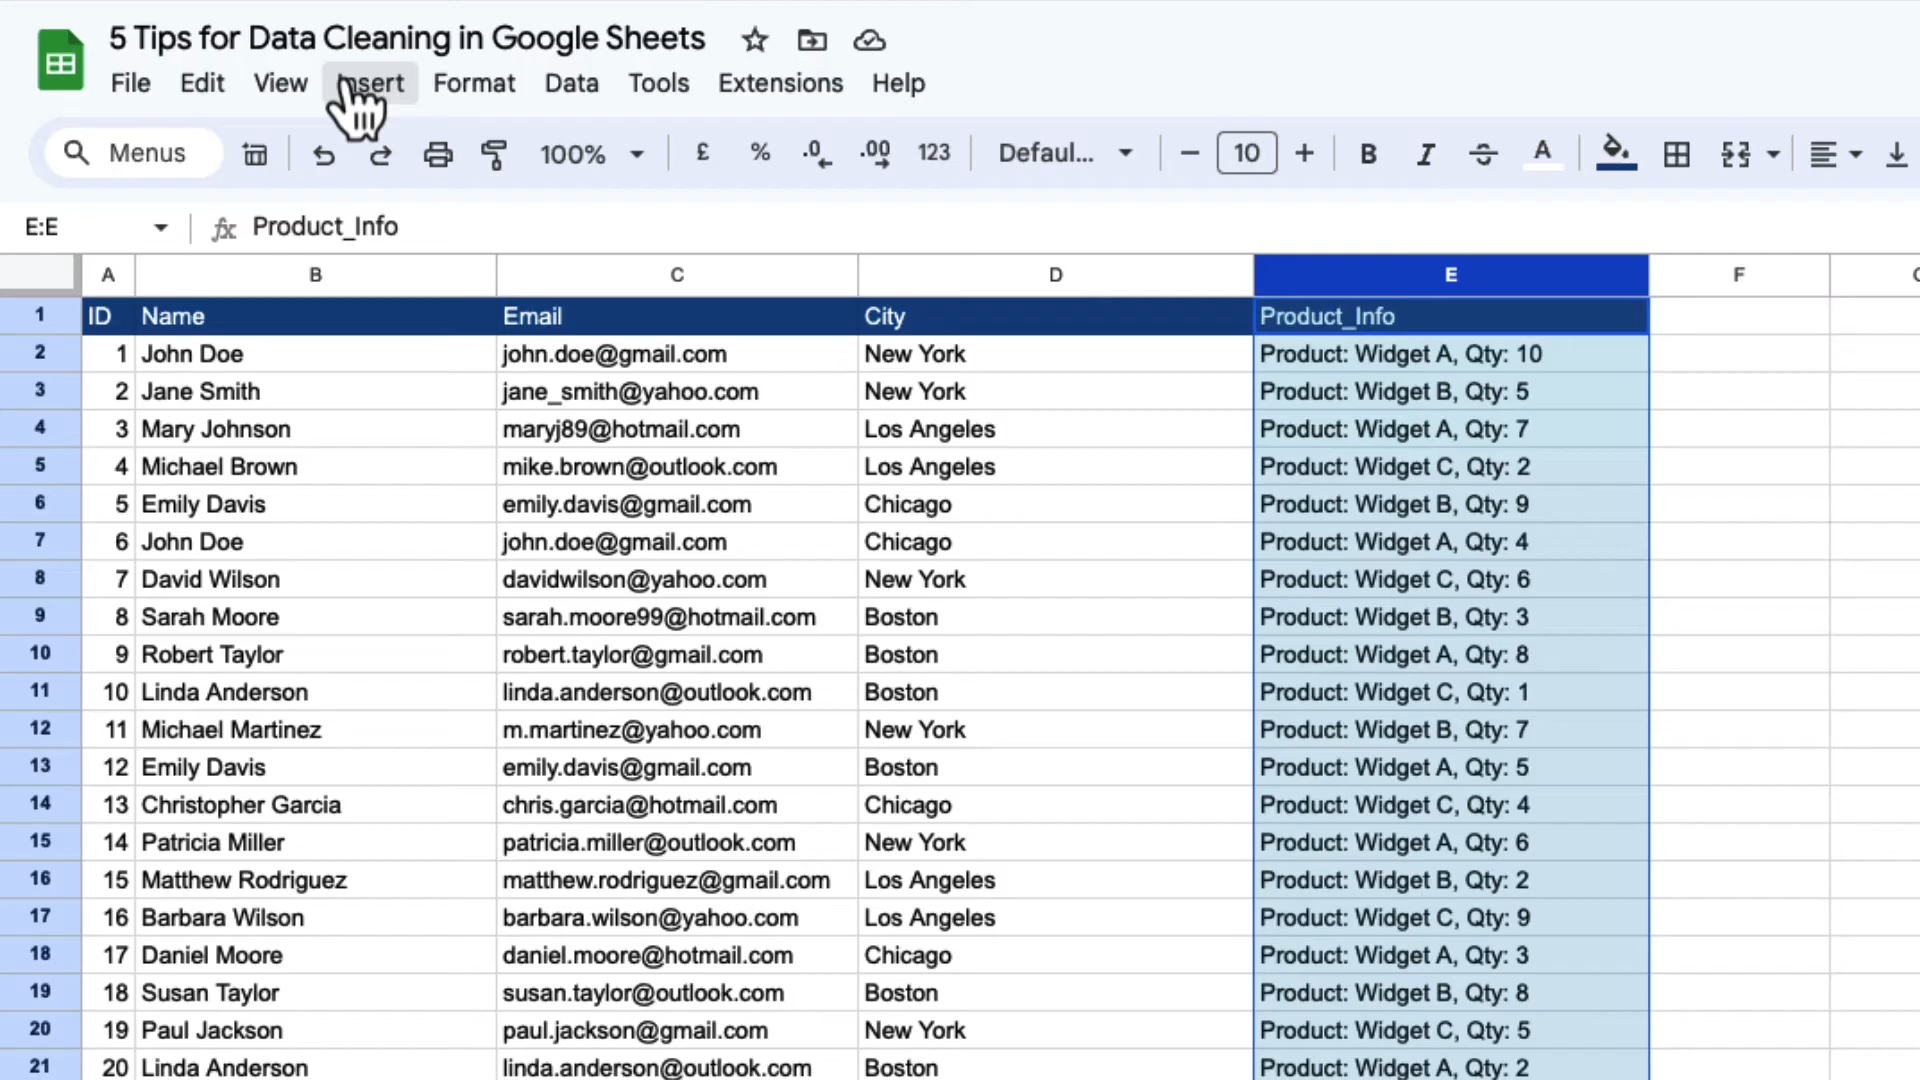 5 Tips for Data Cleaning in Google Sheets
File Edit View Insert Format Data Tools Extensions Help
Menus 100% £ % .0 .00 123 Defaul... 10 B I A
E:E fx Product_Info
A B C D E F
1 ID Name Email City Product_Info
2 1 John Doe john.doe@gmail.com New York Product: Widget A, Qty: 10
3 2 Jane Smith jane_smith@yahoo.com New York Product: Widget B, Qty: 5
4 3 Mary Johnson maryj89@hotmail.com Los Angeles Product: Widget A, Qty: 7
5 4 Michael Brown mike.brown@outlook.com Los Angeles Product: Widget C, Qty: 2
6 5 Emily Davis emily.davis@gmail.com Chicago Product: Widget B, Qty: 9
7 6 John Doe john.doe@gmail.com Chicago Product: Widget A, Qty: 4
8 7 David Wilson davidwilson@yahoo.com New York Product: Widget C, Qty: 6
9 8 Sarah Moore sarah.moore99@hotmail.com Boston Product: Widget B, Qty: 3
10 9 Robert Taylor robert.taylor@gmail.com Boston Product: Widget A, Qty: 8
11 10 Linda Anderson linda.anderson@outlook.com Boston Product: Widget C, Qty: 1
12 11 Michael Martinez m.martinez@yahoo.com New York Product: Widget B, Qty: 7
13 12 Emily Davis emily.davis@gmail.com Boston Product: Widget A, Qty: 5
14 13 Christopher Garcia chris.garcia@hotmail.com Chicago Product: Widget C, Qty: 4
15 14 Patricia Miller patricia.miller@outlook.com New York Product: Widget A, Qty: 6
16 15 Matthew Rodriguez matthew.rodriguez@gmail.com Los Angeles Product: Widget B, Qty: 2
17 16 Barbara Wilson barbara.wilson@yahoo.com Los Angeles Product: Widget C, Qty: 9
18 17 Daniel Moore daniel.moore@hotmail.com Chicago Product: Widget A, Qty: 3
19 18 Susan Taylor susan.taylor@outlook.com Boston Product: Widget B, Qty: 8
20 19 Paul Jackson paul.jackson@gmail.com New York Product: Widget C, Qty: 5
21 20 Linda Anderson linda.anderson@outlook.com Boston Product: Widget A, Qty: 2